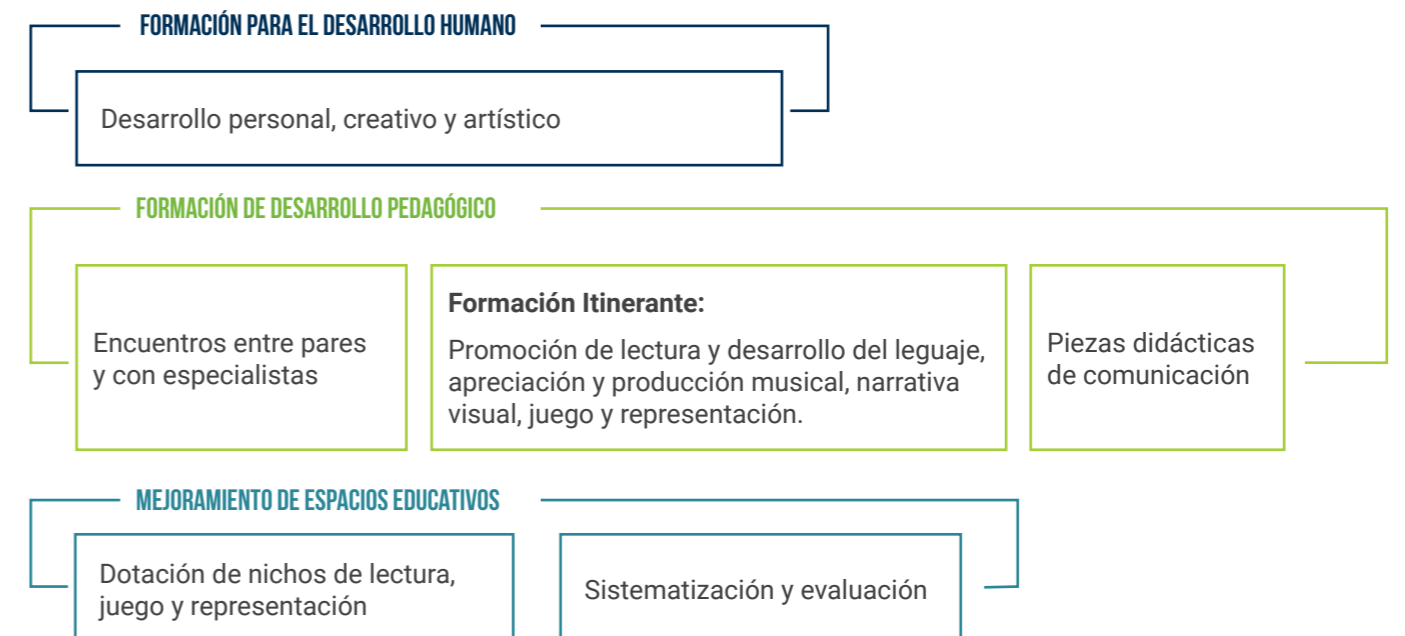 FORMACIÓN PARA EL DESARROLLO HUMANO
Desarrollo personal, creativo y artístico
FORMACIÓN DE DESARROLLO PEDAGÓGICO
Encuentros entre pares
y con especialistas
Formación Itinerante:
Promoción de lectura y desarrollo del leguaje,
apreciación y producción musical, narrativa
visual, juego y representación.
Piezas didácticas
de comunicación
MEJORAMIENTO DE ESPACIOS EDUCATIVOS
Dotación de nichos de lectura,
juego y representación
Sistematización y evaluación